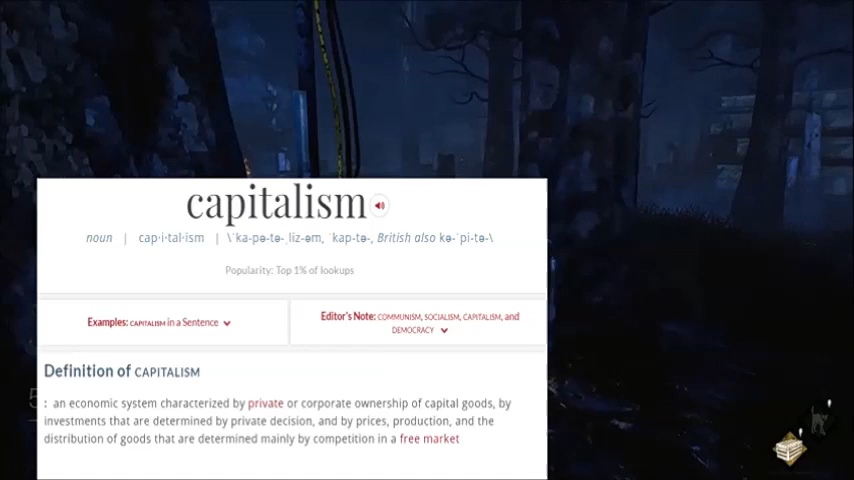 capitalism
noun | cap·i·tal·ism | \ˈka-pə-tə-ˌliz-əm, ˈkap-tə-, British also kə-ˈpi-tə-\
Popularity: Top 1% of lookups
Examples: CAPITALISM in a Sentence
Editor's Note: COMMUNISM, SOCIALISM, CAPITALISM, and
DEMOCRACY
Definition of CAPITALISM
: an economic system characterized by private or corporate ownership of capital goods, by
investments that are determined by private decision, and by prices, production, and the
distribution of goods that are determined mainly by competition in a free market